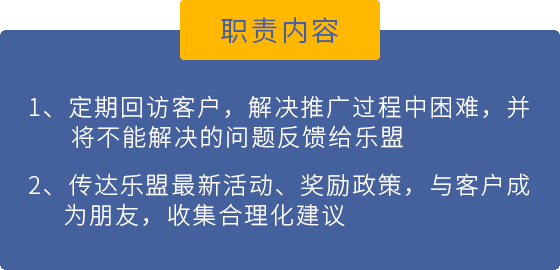 职责内容
1、定期回访客户，解决推广过程中困难，并
将不能解决的问题反馈给乐盟
2、传达乐盟最新活动、奖励政策，与客户成
为朋友，收集合理化建议